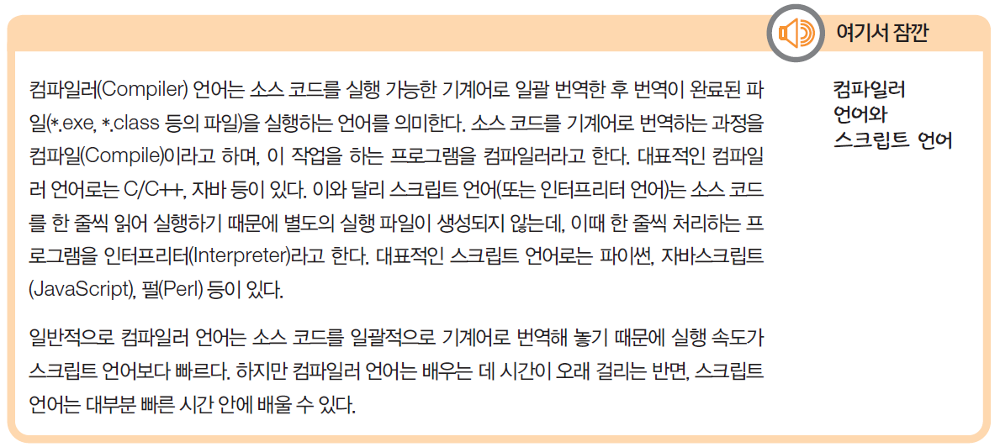 여기서 잠깐
컴파일러
언어와
스크립트 언어
컴파일러(Compiler) 언어는 소스 코드를 실행 가능한 기계어로 일괄 번역한 후 번역이 완료된 파
일(*.exe, *.class 등의 파일)을 실행하는 언어를 의미한다. 소스 코드를 기계어로 번역하는 과정을
컴파일(Compile)이라고 하며, 이 작업을 하는 프로그램을 컴파일러라고 한다. 대표적인 컴파일
러 언어로는 C/C++, 자바 등이 있다. 이와 달리 스크립트 언어(또는 인터프리터 언어)는 소스 코드
를 한 줄씩 읽어 실행하기 때문에 별도의 실행 파일이 생성되지 않는데, 이때 한 줄씩 처리하는 프
로그램을 인터프리터(Interpreter)라고 한다. 대표적인 스크립트 언어로는 파이썬, 자바스크립트
(JavaScript), 펄(Perl) 등이 있다.
일반적으로 컴파일러 언어는 소스 코드를 일괄적으로 기계어로 번역해 놓기 때문에 실행 속도가
스크립트 언어보다 빠르다. 하지만 컴파일러 언어는 배우는 데 시간이 오래 걸리는 반면, 스크립트
언어는 대부분 빠른 시간 안에 배울 수 있다.